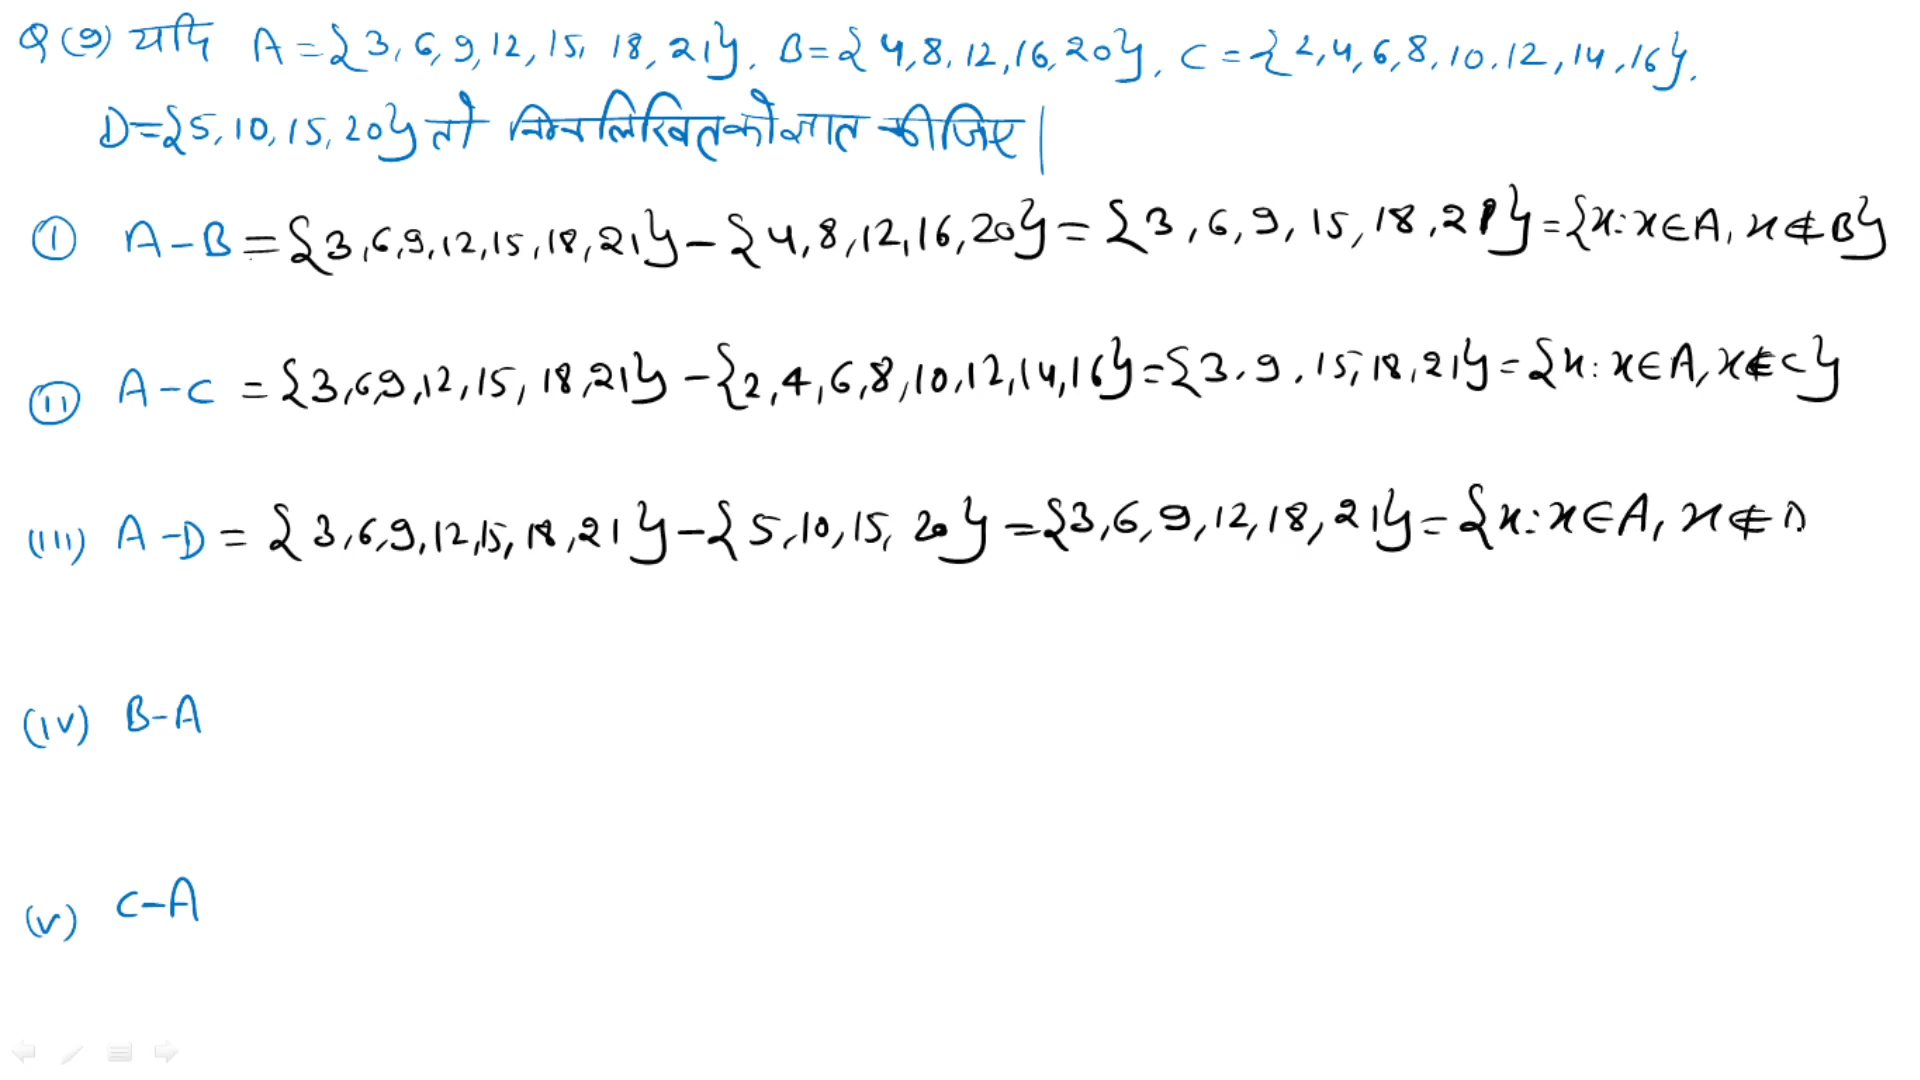 Q (9) यदि A = {3, 6, 9, 12, 15, 18, 21}, B = {4, 8, 12, 16, 20}, C = {2, 4, 6, 8, 10, 12, 14, 16},
D = {5, 10, 15, 20} तो निम्नलिखित को ज्ञात कीजिए |
(i) A - B = {3, 6, 9, 12, 15, 18, 21} - {4, 8, 12, 16, 20} = {3, 6, 9, 15, 18, 21} = {x : x ∈ A, x ∉ B}
(ii) A - C = {3, 6, 9, 12, 15, 18, 21} - {2, 4, 6, 8, 10, 12, 14, 16} = {3, 9, 15, 18, 21} = {x : x ∈ A, x ∉ C}
(iii) A - D = {3, 6, 9, 12, 15, 18, 21} - {5, 10, 15, 20} = {3, 6, 9, 12, 18, 21} = {x : x ∈ A, x ∉ D
(iv) B - A
(v) C - A